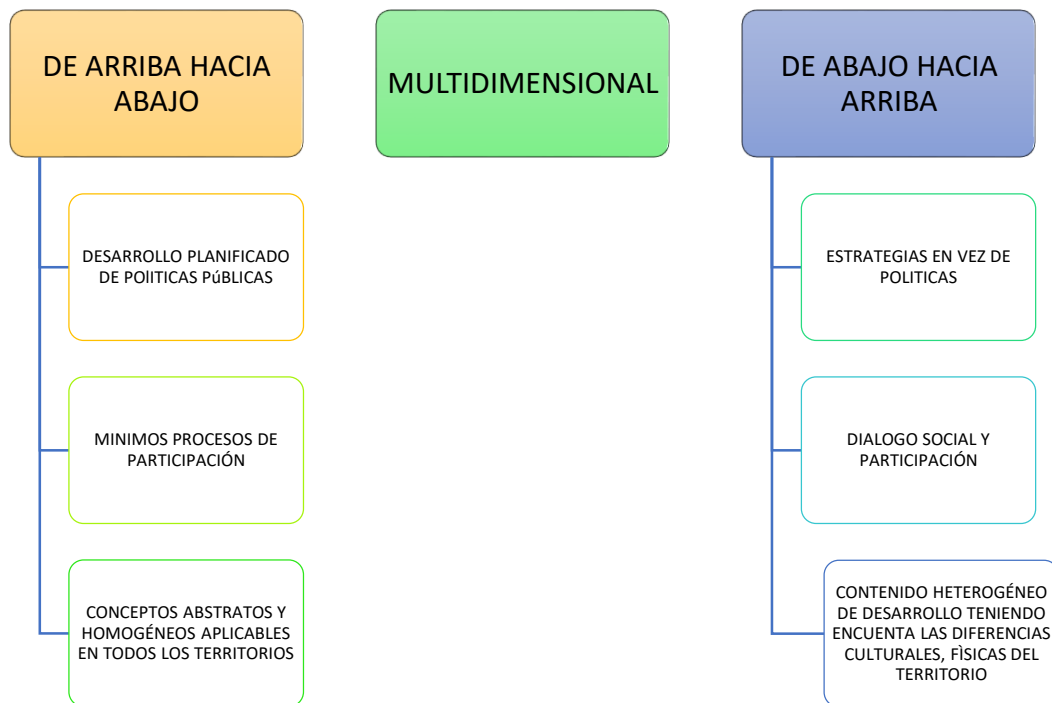 DE ARRIBA HACIA
ABAJO
DESARROLLO PLANIFICADO
DE POlITICAS PúBLICAS
MINIMOS PROCESOS DE
PARTICIPACIÓN
CONCEPTOS ABSTRATOS Y
HOMOGÉNEOS APLICABLES
EN TODOS LOS TERRITORIOS
MULTIDIMENSIONAL
DE ABAJO HACIA
ARRIBA
ESTRATEGIAS EN VEZ DE
POLITICAS
DIALOGO SOCIAL Y
PARTICIPACIÓN
CONTENIDO HETEROGÉNEO
DE DESARROLLO TENIENDO
ENCUENTA LAS DIFERENCIAS
CULTURALES, FÌSICAS DEL
TERRITORIO